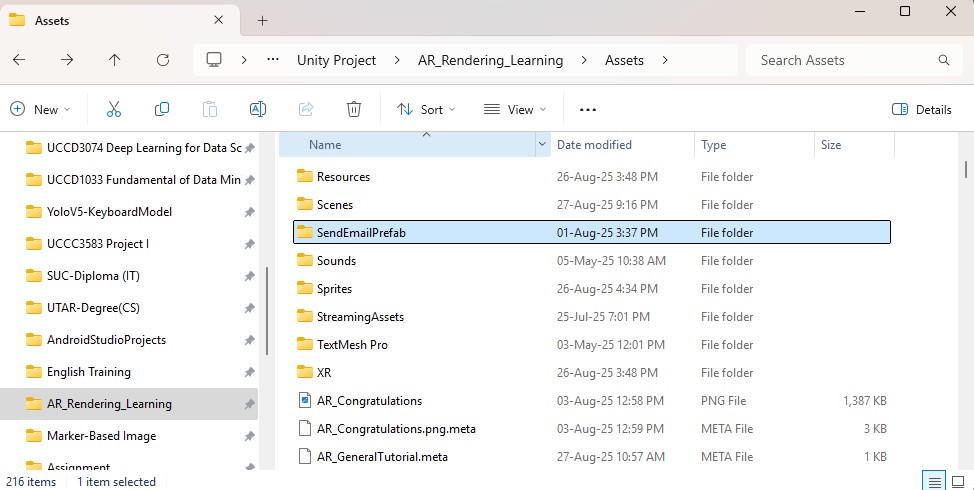 Assets
Unity Project
AR_Rendering_Learning
Assets
Search Assets
New
Sort
View
Details
Name
Date modified
Type
Size
UCCD3074 Deep Learning for Data Sc
UCCD1033 Fundamental of Data Min
YoloV5-KeyboardModel
UCCC3583 Project I
SUC-Diploma (IT)
UTAR-Degree(CS)
AndroidStudioProjects
English Training
AR_Rendering_Learning
Marker-Based Image
Assignment
Resources 26-Aug-25 3:48 PM File folder
Scenes 27-Aug-25 9:16 PM File folder
SendEmailPrefab 01-Aug-25 3:37 PM File folder
Sounds 05-May-25 10:38 AM File folder
Sprites 26-Aug-25 4:34 PM File folder
StreamingAssets 25-Jul-25 7:01 PM File folder
TextMesh Pro 03-May-25 12:01 PM File folder
XR 26-Aug-25 3:48 PM File folder
AR_Congratulations 03-Aug-25 12:58 PM PNG File 1,387 KB
AR_Congratulations.png.meta 03-Aug-25 12:59 PM META File 3 KB
AR_GeneralTutorial.meta 27-Aug-25 10:57 AM META File 1 KB
216 items 1 item selected